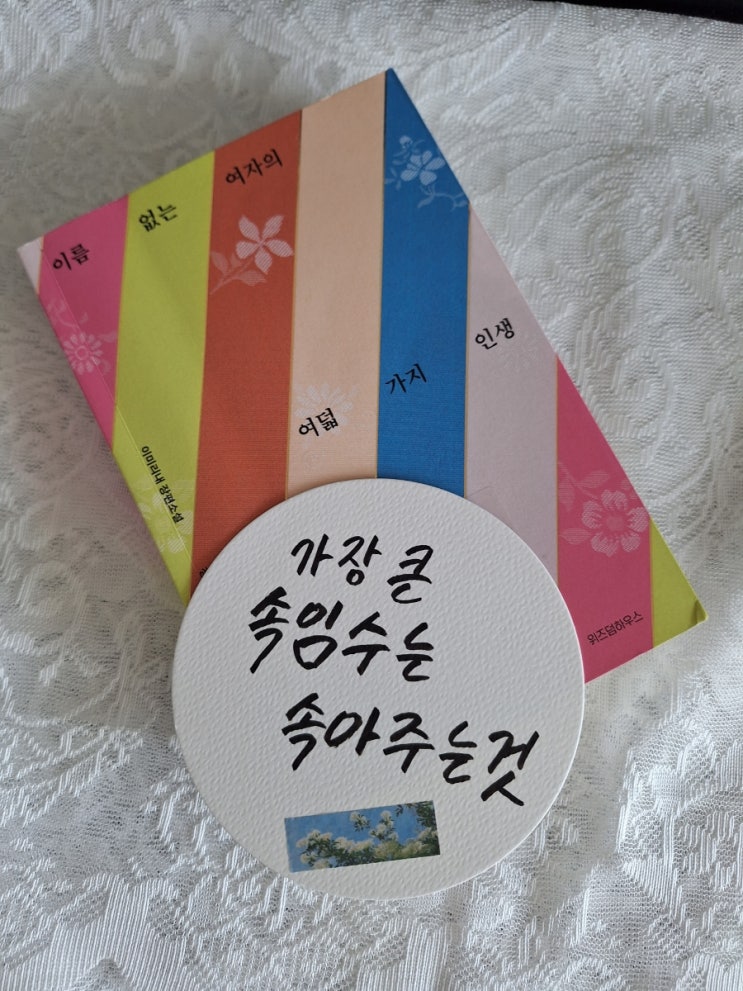 이름 없는 여자의
여덟 가지 인생
이미리내 장편소설
위즈덤하우스
가장 큰
속임수는
속아주는것